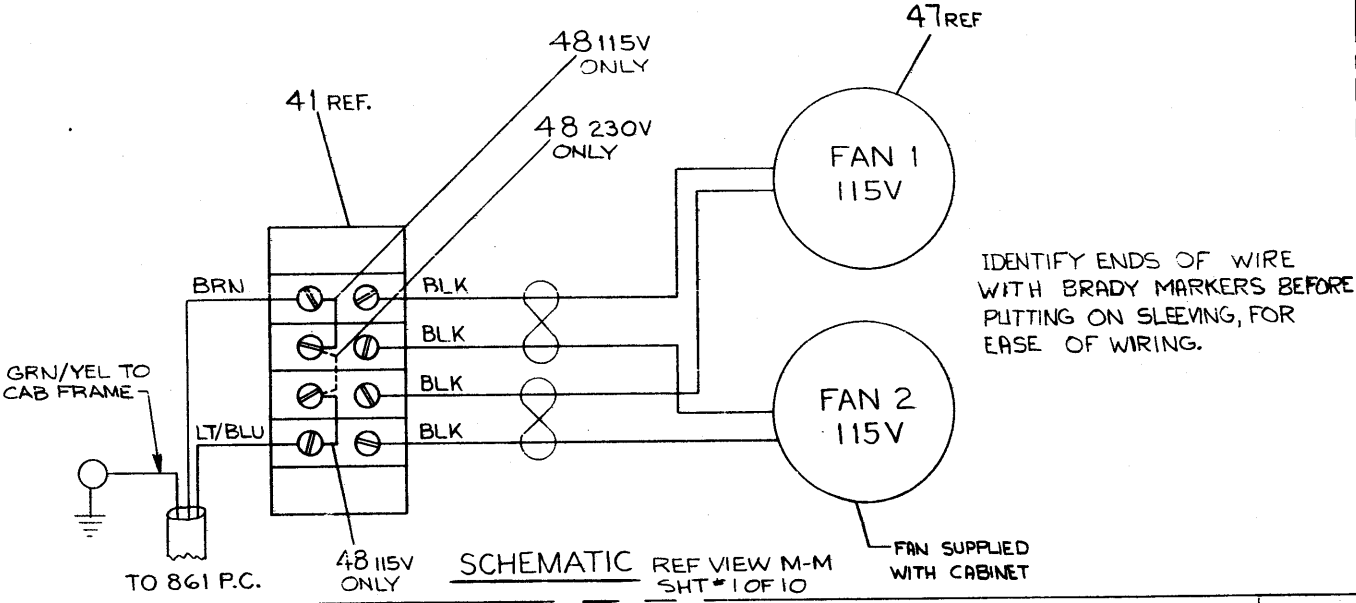 47 REF
48 115V
ONLY
41 REF.
48 230V
ONLY
FAN 1
115V
IDENTIFY ENDS OF WIRE
WITH BRADY MARKERS BEFORE
PUTTING ON SLEEVING, FOR
EASE OF WIRING.
BRN
BLK
BLK
GRN/YEL TO
CAB FRAME
BLK
LT/BLU
BLK
FAN 2
115V
48 115V
ONLY
SCHEMATIC REF VIEW M-M
SHT # 1 OF 10
FAN SUPPLIED
WITH CABINET
TO 861 P.C.